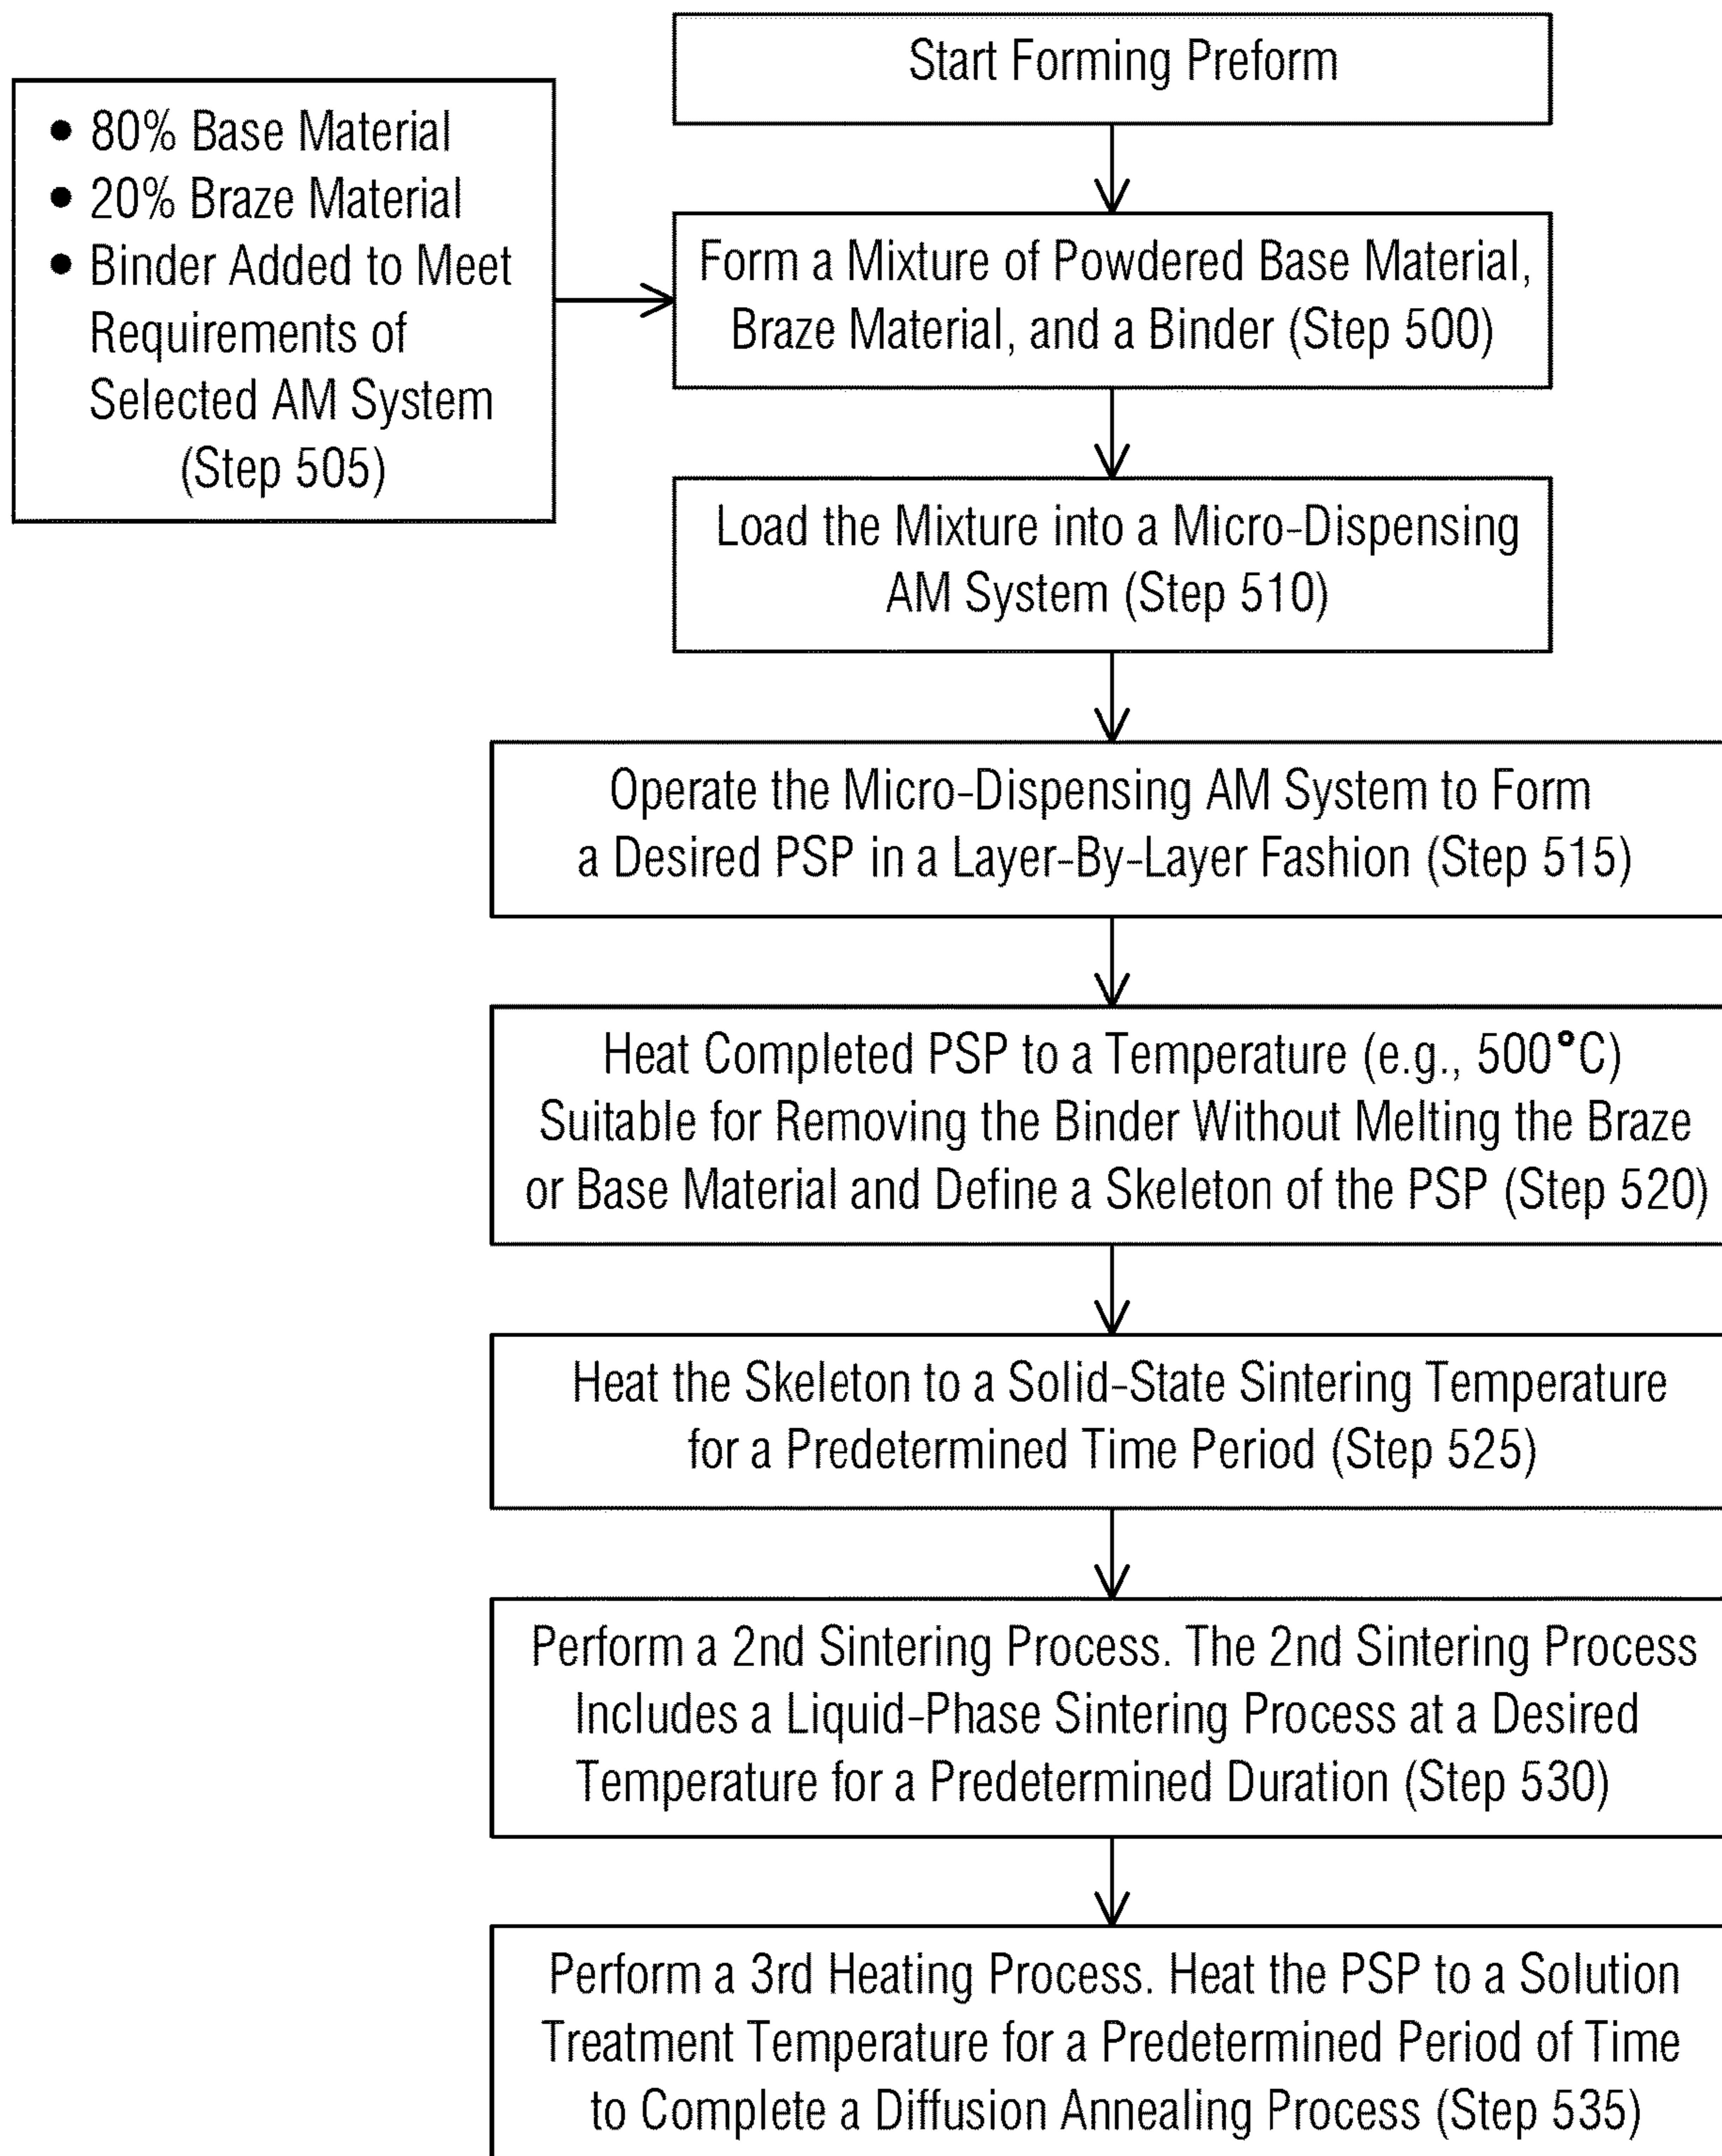 Start Forming Preform
• 80% Base Material
• 20% Braze Material
• Binder Added to Meet
Requirements of
Selected AM System
(Step 505)
Form a Mixture of Powdered Base Material,
Braze Material, and a Binder (Step 500)
Load the Mixture into a Micro-Dispensing
AM System (Step 510)
Operate the Micro-Dispensing AM System to Form
a Desired PSP in a Layer-By-Layer Fashion (Step 515)
Heat Completed PSP to a Temperature (e.g., 500°C)
Suitable for Removing the Binder Without Melting the Braze
or Base Material and Define a Skeleton of the PSP (Step 520)
Heat the Skeleton to a Solid-State Sintering Temperature
for a Predetermined Time Period (Step 525)
Perform a 2nd Sintering Process. The 2nd Sintering Process
Includes a Liquid-Phase Sintering Process at a Desired
Temperature for a Predetermined Duration (Step 530)
Perform a 3rd Heating Process. Heat the PSP to a Solution
Treatment Temperature for a Predetermined Period of Time
to Complete a Diffusion Annealing Process (Step 535)